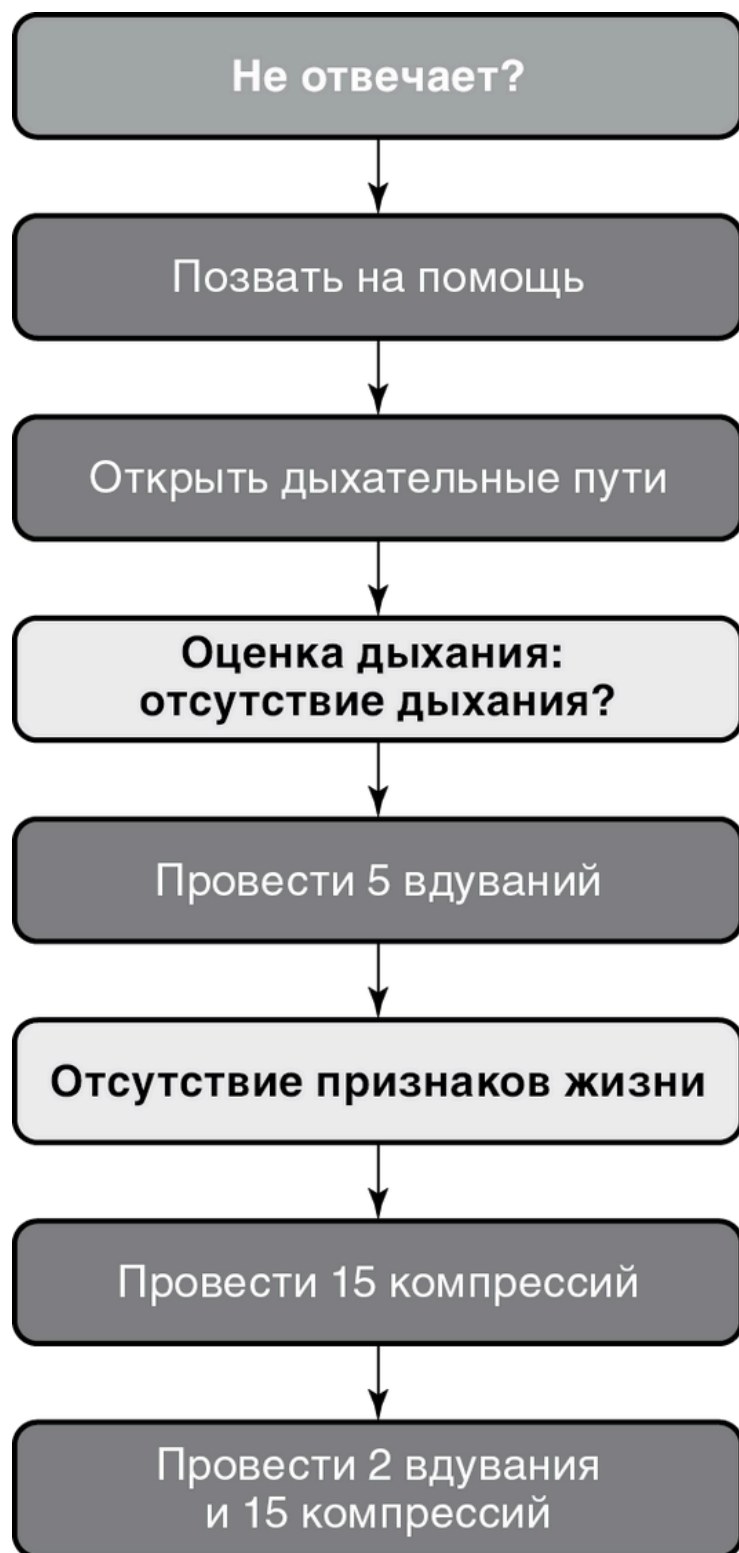 Не отвечает?
Позвать на помощь
Открыть дыхательные пути
Оценка дыхания:
отсутствие дыхания?
Провести 5 вдуваний
Отсутствие признаков жизни
Провести 15 компрессий
Провести 2 вдувания
и 15 компрессий